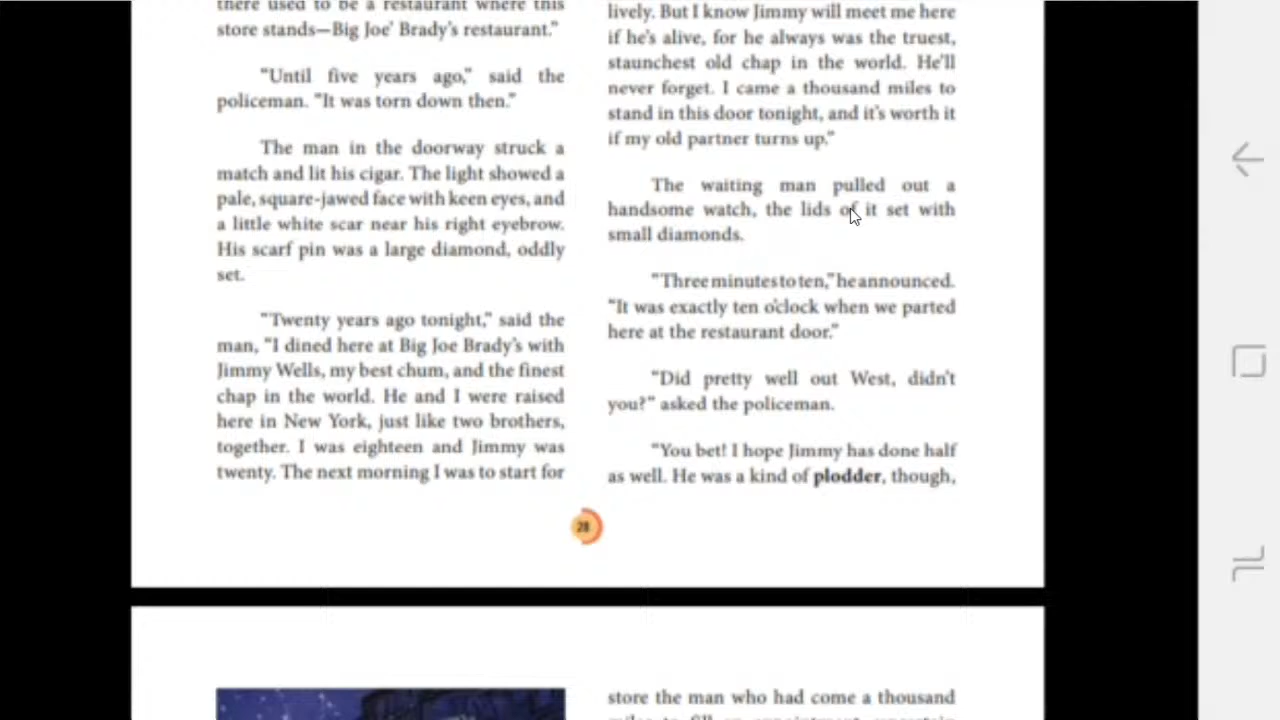 there used to be a restaurant where this
store stands—Big Joe' Brady's restaurant."
"Until five years ago," said the
policeman. "It was torn down then."
The man in the doorway struck a
match and lit his cigar. The light showed a
pale, square-jawed face with keen eyes, and
a little white scar near his right eyebrow.
His scarf pin was a large diamond, oddly
set.
"Twenty years ago tonight," said the
man, "I dined here at Big Joe Brady's with
Jimmy Wells, my best chum, and the finest
chap in the world. He and I were raised
here in New York, just like two brothers,
together. I was eighteen and Jimmy was
twenty. The next morning I was to start for
lively. But I know Jimmy will meet me here
if he's alive, for he always was the truest,
staunchest old chap in the world. He'll
never forget. I came a thousand miles to
stand in this door tonight, and it's worth it
if my old partner turns up."
The waiting man pulled out a
handsome watch, the lids of it set with
small diamonds.
"Three minutes to ten," he announced.
"It was exactly ten o'clock when we parted
here at the restaurant door."
"Did pretty well out West, didn't
you?" asked the policeman.
"You bet! I hope Jimmy has done half
as well. He was a kind of plodder, though,
28
store the man who had come a thousand